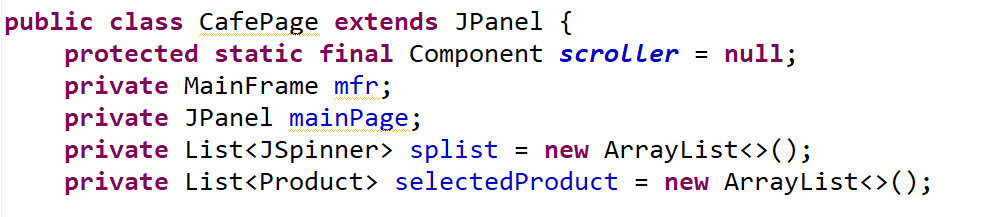 public class CafePage extends JPanel {
    protected static final Component scroller = null;
    private MainFrame mfr;
    private JPanel mainPage;
    private List<JSpinner> splist = new ArrayList<>();
    private List<Product> selectedProduct = new ArrayList<>();